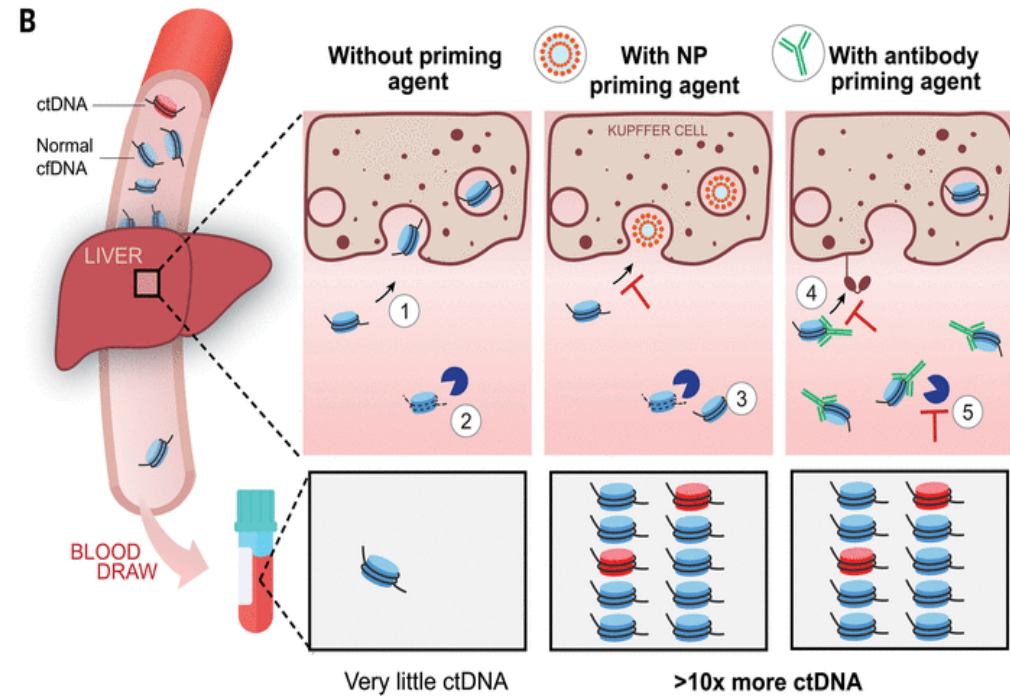 B
Without priming
agent
With NP
priming agent
With antibody
priming agent
ctDNA
Normal
cfDNA
LIVER
KUPFFER CELL
1
2
3
4
5
BLOOD
DRAW
Very little ctDNA
>10x more ctDNA